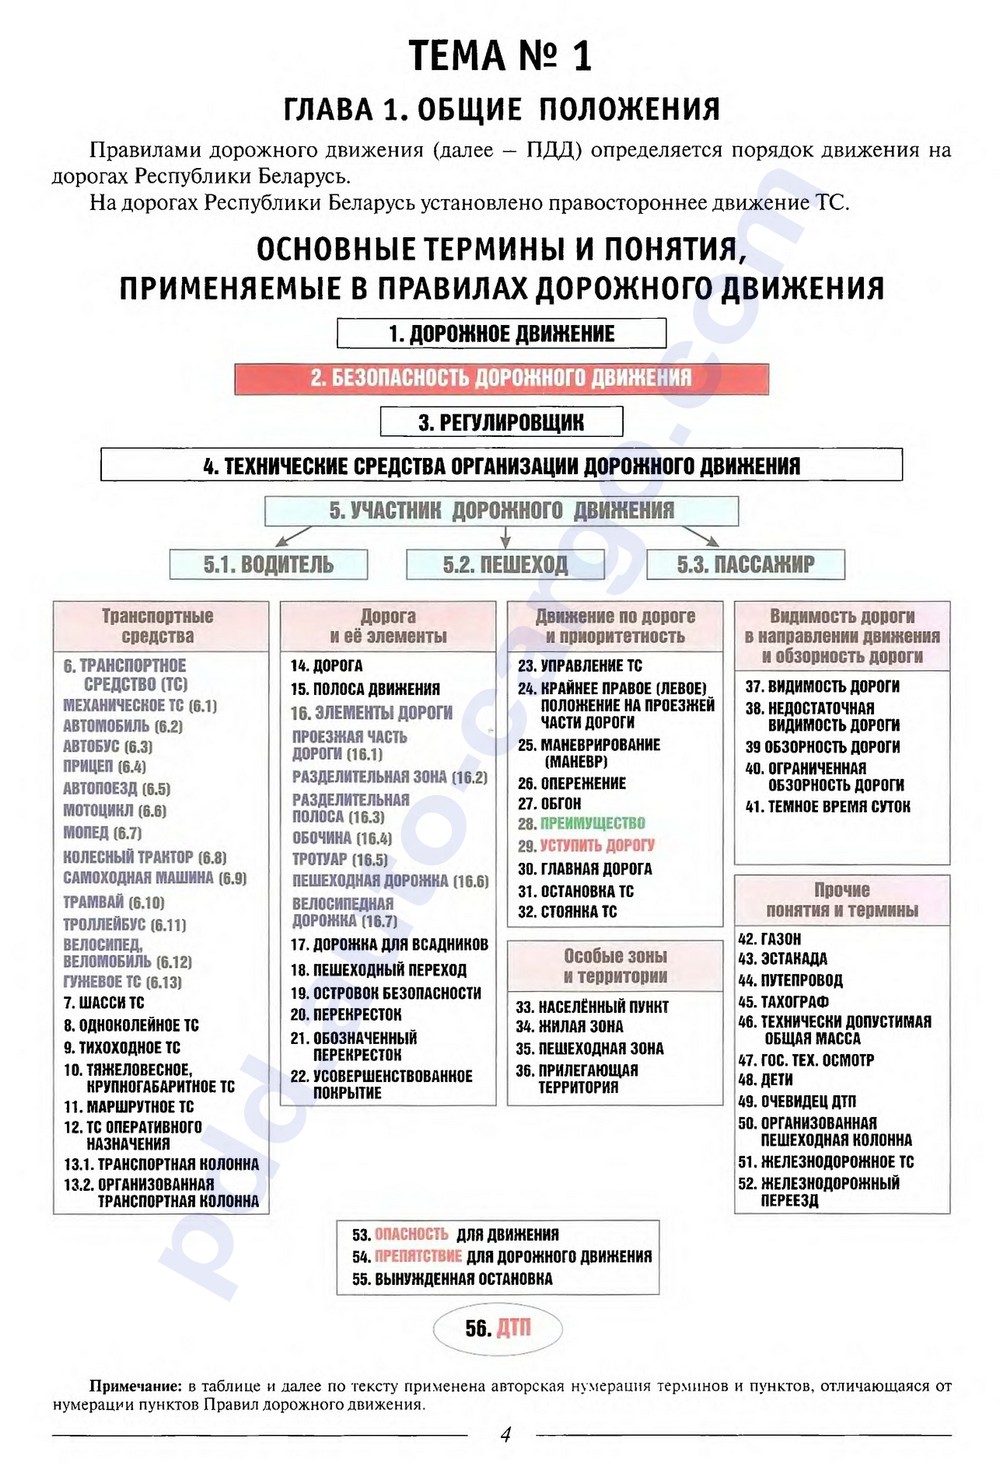 ТЕМА № 1
ГЛАВА 1. ОБЩИЕ ПОЛОЖЕНИЯ
Правилами дорожного движения (далее — ПДД) определяется порядок движения на
дорогах Республики Беларусь.
На дорогах Республики Беларусь установлено правостороннее движение ТС.
ОСНОВНЫЕ ТЕРМИНЫ И ПОНЯТИЯ,
ПРИМЕНЯЕМЫЕ В ПРАВИЛАХ ДОРОЖНОГО ДВИЖЕНИЯ
1. ДОРОЖНОЕ ДВИЖЕНИЕ
2. БЕЗОПАСНОСТЬ ДОРОЖНОГО ДВИЖЕНИЯ
3. РЕГУЛИРОВЩИК
4. ТЕХНИЧЕСКИЕ СРЕДСТВА ОРГАНИЗАЦИИ ДОРОЖНОГО ДВИЖЕНИЯ
5. УЧАСТНИК ДОРОЖНОГО ДВИЖЕНИЯ
5.1. ВОДИТЕЛЬ
5.2. ПЕШЕХОД
5.3. ПАССАЖИР
Транспортные
средства
6. ТРАНСПОРТНОЕ
СРЕДСТВО (ТС)
МЕХАНИЧЕСКОЕ ТС (6.1)
АВТОМОБИЛЬ (6.2)
АВТОБУС (6.3)
ПРИЦЕП (6.4)
АВТОПОЕЗД (6.5)
МОТОЦИКЛ (6.6)
МОПЕД (6.7)
КОЛЕСНЫЙ ТРАКТОР (6.8)
САМОХОДНАЯ МАШИНА (6.9)
ТРАМВАЙ (6.10)
ТРОЛЛЕЙБУС (6.11)
ВЕЛОСИПЕД,
ВЕЛОМОБИЛЬ (6.12)
ГУЖЕВОЕ ТС (6.13)
7. ШАССИ ТС
8. ОДНОКОЛЕЙНОЕ ТС
9. ТИХОХОДНОЕ ТС
10. ТЯЖЕЛОВЕСНОЕ,
КРУПНОГАБАРИТНОЕ ТС
11. МАРШРУТНОЕ ТС
12. ТС ОПЕРАТИВНОГО
НАЗНАЧЕНИЯ
13.1. ТРАНСПОРТНАЯ КОЛОННА
13.2. ОРГАНИЗОВАННАЯ
ТРАНСПОРТНАЯ КОЛОННА
Дорога
и её элементы
14. ДОРОГА
15. ПОЛОСА ДВИЖЕНИЯ
16. ЭЛЕМЕНТЫ ДОРОГИ
ПРОЕЗЖАЯ ЧАСТЬ
ДОРОГИ (16.1)
РАЗДЕЛИТЕЛЬНАЯ ЗОНА (16.2)
РАЗДЕЛИТЕЛЬНАЯ
ПОЛОСА (16.3)
ОБОЧИНА (16.4)
ТРОТУАР (16.5)
ПЕШЕХОДНАЯ ДОРОЖКА (16.6)
ВЕЛОСИПЕДНАЯ
ДОРОЖКА (16.7)
17. ДОРОЖКА ДЛЯ ВСАДНИКОВ
18. ПЕШЕХОДНЫЙ ПЕРЕХОД
19. ОСТРОВОК БЕЗОПАСНОСТИ
20. ПЕРЕКРЕСТОК
21. ОБОЗНАЧЕННЫЙ
ПЕРЕКРЕСТОК
22. УСОВЕРШЕНСТВОВАННОЕ
ПОКРЫТИЕ
Движение по дороге
и приоритетность
23. УПРАВЛЕНИЕ ТС
24. КРАЙНЕЕ ПРАВОЕ (ЛЕВОЕ)
ПОЛОЖЕНИЕ НА ПРОЕЗЖЕЙ
ЧАСТИ ДОРОГИ
25. МАНЕВРИРОВАНИЕ
(МАНЕВР)
26. ОПЕРЕЖЕНИЕ
27. ОБГОН
28. ПРЕИМУЩЕСТВО
29. УСТУПИТЬ ДОРОГУ
30. ГЛАВНАЯ ДОРОГА
31. ОСТАНОВКА ТС
32. СТОЯНКА ТС
Особые зоны
и территории
33. НАСЕЛЁННЫЙ ПУНКТ
34. ЖИЛАЯ ЗОНА
35. ПЕШЕХОДНАЯ ЗОНА
36. ПРИЛЕГАЮЩАЯ
ТЕРРИТОРИЯ
Видимость дороги
в направлении движения
и обзорность дороги
37. ВИДИМОСТЬ ДОРОГИ
38. НЕДОСТАТОЧНАЯ
ВИДИМОСТЬ ДОРОГИ
39 ОБЗОРНОСТЬ ДОРОГИ
40. ОГРАНИЧЕННАЯ
ОБЗОРНОСТЬ ДОРОГИ
41. ТЕМНОЕ ВРЕМЯ СУТОК
Прочие
понятия и термины
42. ГАЗОН
43. ЭСТАКАДА
44. ПУТЕПРОВОД
45. ТАХОГРАФ
46. ТЕХНИЧЕСКИ ДОПУСТИМАЯ
ОБЩАЯ МАССА
47. ГОС. ТЕХ. ОСМОТР
48. ДЕТИ
49. ОЧЕВИДЕЦ ДТП
50. ОРГАНИЗОВАННАЯ
ПЕШЕХОДНАЯ КОЛОННА
51. ЖЕЛЕЗНОДОРОЖНОЕ ТС
52. ЖЕЛЕЗНОДОРОЖНЫЙ
ПЕРЕЕЗД
53. ОПАСНОСТЬ ДЛЯ ДВИЖЕНИЯ
54. ПРЕПЯТСТВИЕ ДЛЯ ДОРОЖНОГО ДВИЖЕНИЯ
55. ВЫНУЖДЕННАЯ ОСТАНОВКА
56. ДТП
Примечание: в таблице и далее по тексту применена авторская нумерация терминов и пунктов, отличающаяся от
нумерации пунктов Правил дорожного движения.
4
pdd.auto-cargo.com